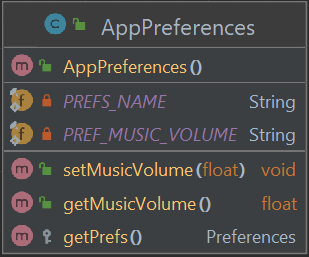 C AppPreferences
m AppPreferences()
f PREFS_NAME String
f PREF_MUSIC_VOLUME String
m setMusicVolume(float) void
m getMusicVolume() float
m getPrefs() Preferences